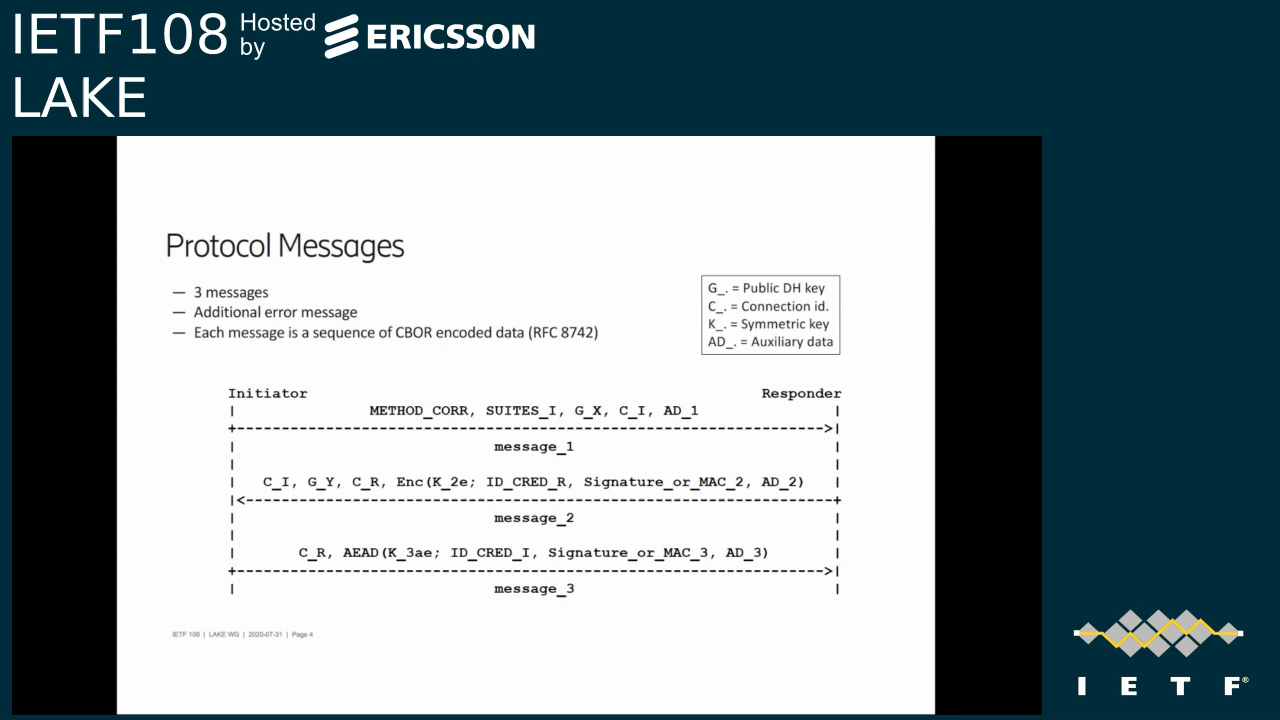 IETF108 Hosted by ERICSSON
LAKE
Protocol Messages
— 3 messages
— Additional error message
— Each message is a sequence of CBOR encoded data (RFC 8742)
G_. = Public DH key
C_. = Connection id.
K_. = Symmetric key
AD_. = Auxiliary data
Initiator Responder
| METHOD_CORR, SUITES_I, G_X, C_I, AD_1 |
+------------------------------------------------------------------>|
| message_1 |
| |
| C_I, G_Y, C_R, Enc(K_2e; ID_CRED_R, Signature_or_MAC_2, AD_2) |
|<------------------------------------------------------------------+
| message_2 |
| |
| C_R, AEAD(K_3ae; ID_CRED_I, Signature_or_MAC_3, AD_3) |
+------------------------------------------------------------------>|
| message_3 |
IETF 108 | LAKE WG | 2020-07-31 | Page 4
I E T F®